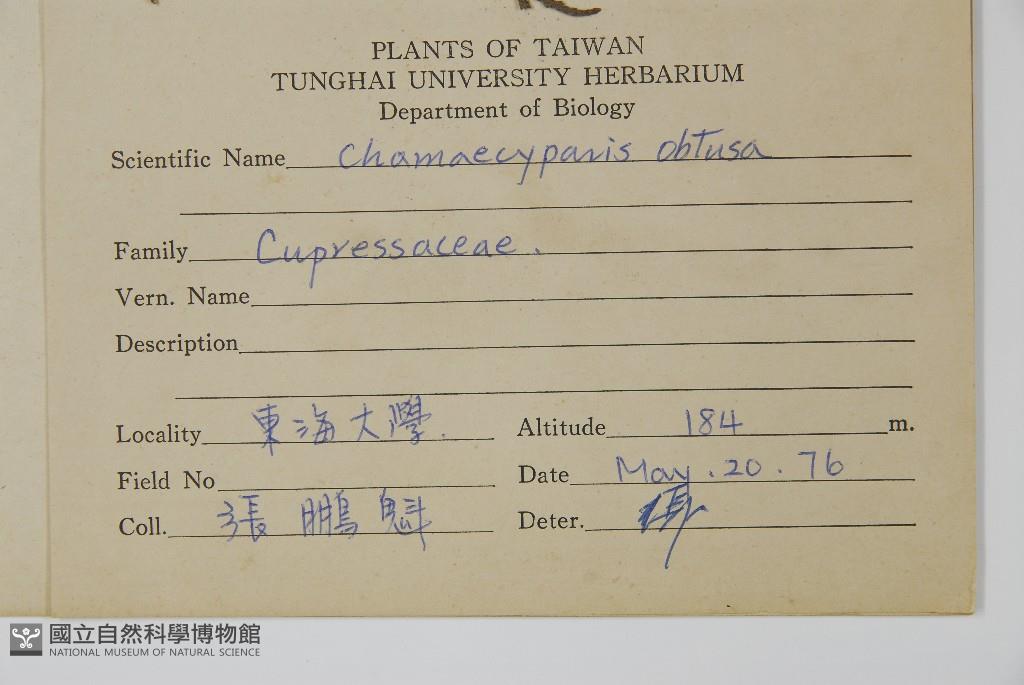 PLANTS OF TAIWAN
TUNGHAI UNIVERSITY HERBARIUM
Department of Biology
Scientific Name Chamaecyparis obtusa
Family Cupressaceae.
Vern. Name
Description
Locality 東海大學. Altitude 184 m.
Field No Date May. 20. 76
Coll. 張鵬魁 Deter.
國立自然科學博物館
NATIONAL MUSEUM OF NATURAL SCIENCE